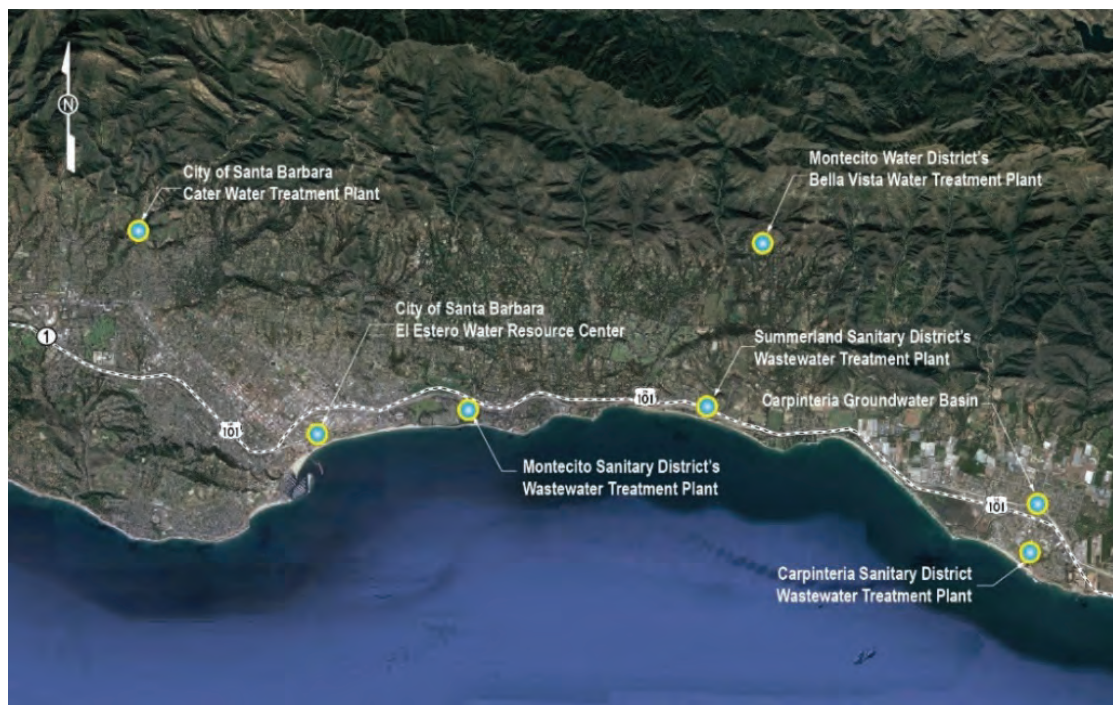 N
City of Santa Barbara
Cater Water Treatment Plant
Montecito Water District's
Bella Vista Water Treatment Plant
City of Santa Barbara
El Estero Water Resource Center
Summerland Sanitary District's
Wastewater Treatment Plant
1
101
101
Carpinteria Groundwater Basin
Montecito Sanitary District's
Wastewater Treatment Plant
101
Carpinteria Sanitary District
Wastewater Treatment Plant